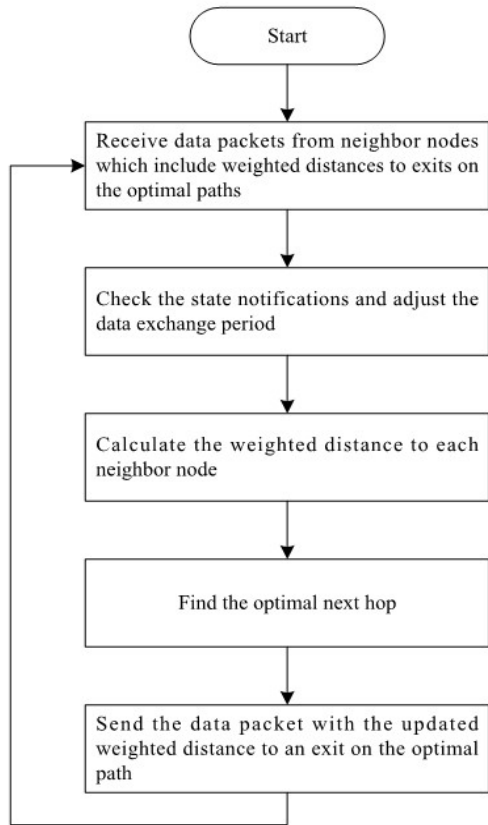 Start
Receive data packets from neighbor nodes
which include weighted distances to exits on
the optimal paths
Check the state notifications and adjust the
data exchange period
Calculate the weighted distance to each
neighbor node
Find the optimal next hop
Send the data packet with the updated
weighted distance to an exit on the optimal
path